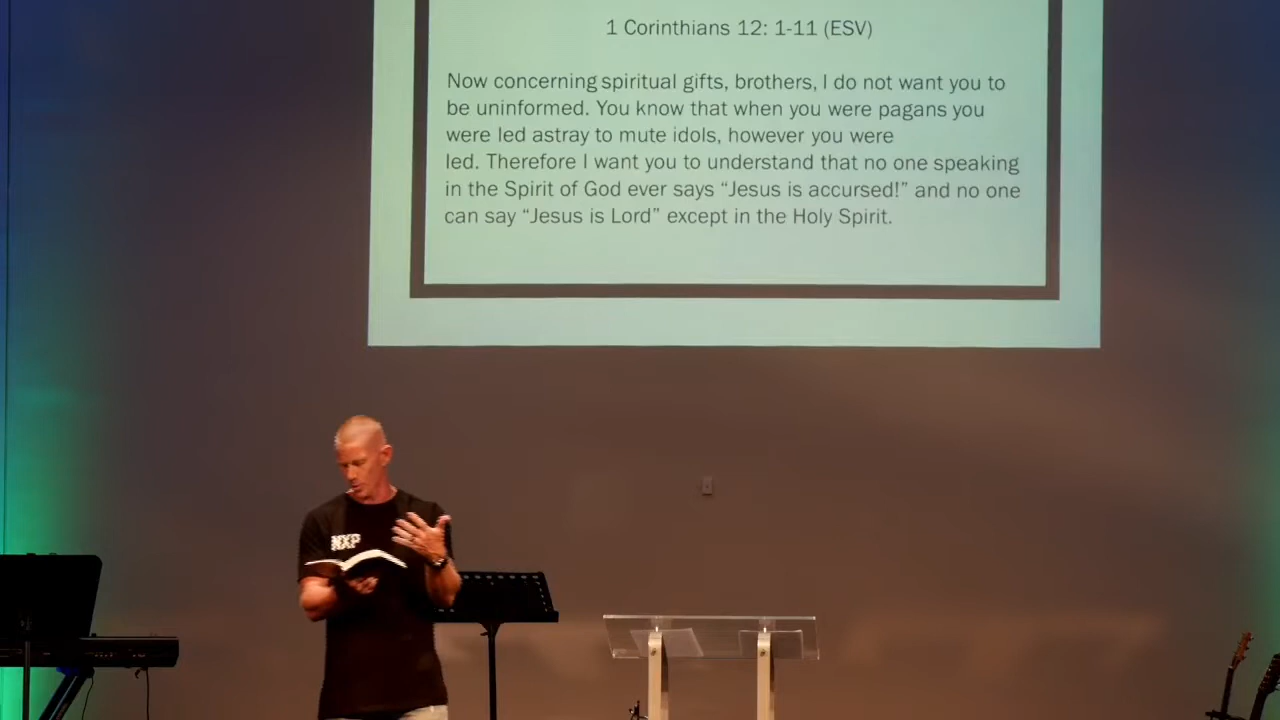 1 Corinthians 12: 1-11 (ESV)
Now concerning spiritual gifts, brothers, I do not want you to
be uninformed. You know that when you were pagans you
were led astray to mute idols, however you were
led. Therefore I want you to understand that no one speaking
in the Spirit of God ever says “Jesus is accursed!” and no one
can say “Jesus is Lord” except in the Holy Spirit.
NXP